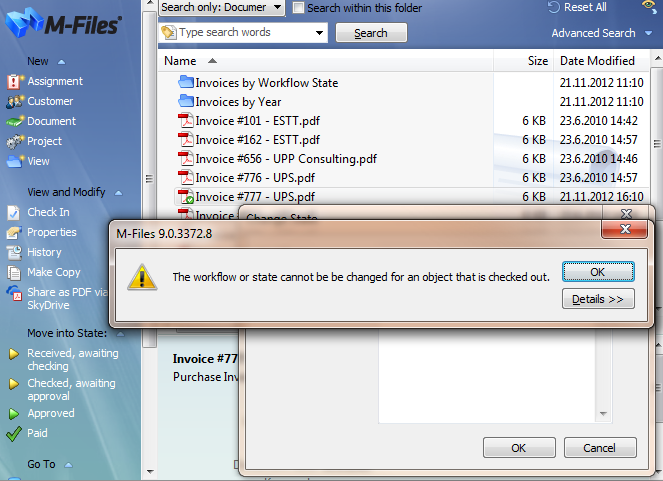 M-Files
New
Assignment
Customer
Document
Project
View
View and Modify
Check In
Properties
History
Make Copy
Share as PDF via
SkyDrive
Move into State:
Received, awaiting
checking
Checked, awaiting
approval
Approved
Paid
Go To
Search only: Documer
Search within this folder
Reset All
Type search words
Search
Advanced Search
Name Size Date Modified
Invoices by Workflow State 21.11.2012 11:10
Invoices by Year 21.11.2012 11:10
Invoice #101 - ESTT.pdf 6 KB 23.6.2010 14:42
Invoice #162 - ESTT.pdf 6 KB 23.6.2010 14:57
Invoice #656 - UPP Consulting.pdf 6 KB 23.6.2010 14:46
Invoice #776 - UPS.pdf 6 KB 23.6.2010 14:57
Invoice #777 - UPS.pdf 6 KB 21.11.2012 16:10
Change State
M-Files 9.0.3372.8
The workflow or state cannot be be changed for an object that is checked out.
OK
Details >>
Invoice #77
Purchase Inv
OK
Cancel